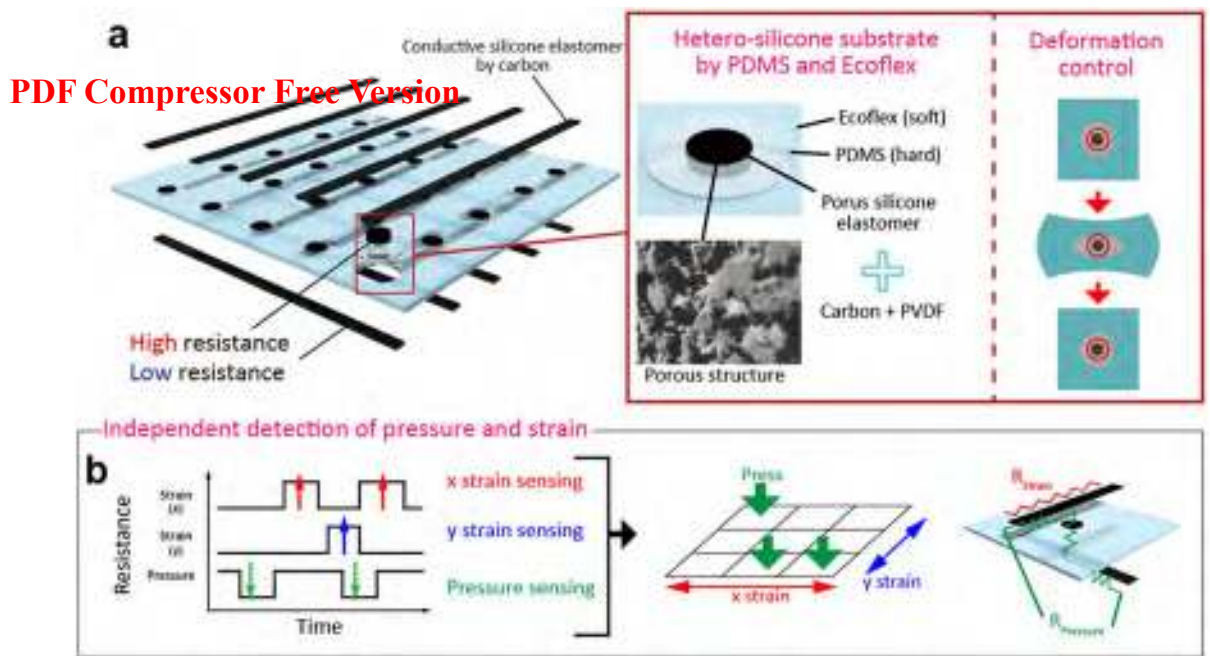 a
Conductive silicone elastomer
by carbon
PDF Compressor Free Version
High resistance
Low resistance
Hetero-silicone substrate
by PDMS and Ecoflex
Ecoflex (soft)
PDMS (hard)
Porus silicone
elastomer
Carbon + PVDF
Porous structure
Deformation
control
Independent detection of pressure and strain
b
Resistance
Strain
(x)
Strain
(y)
Pressure
Time
x strain sensing
y strain sensing
Pressure sensing
Press
x strain
y strain
R
R